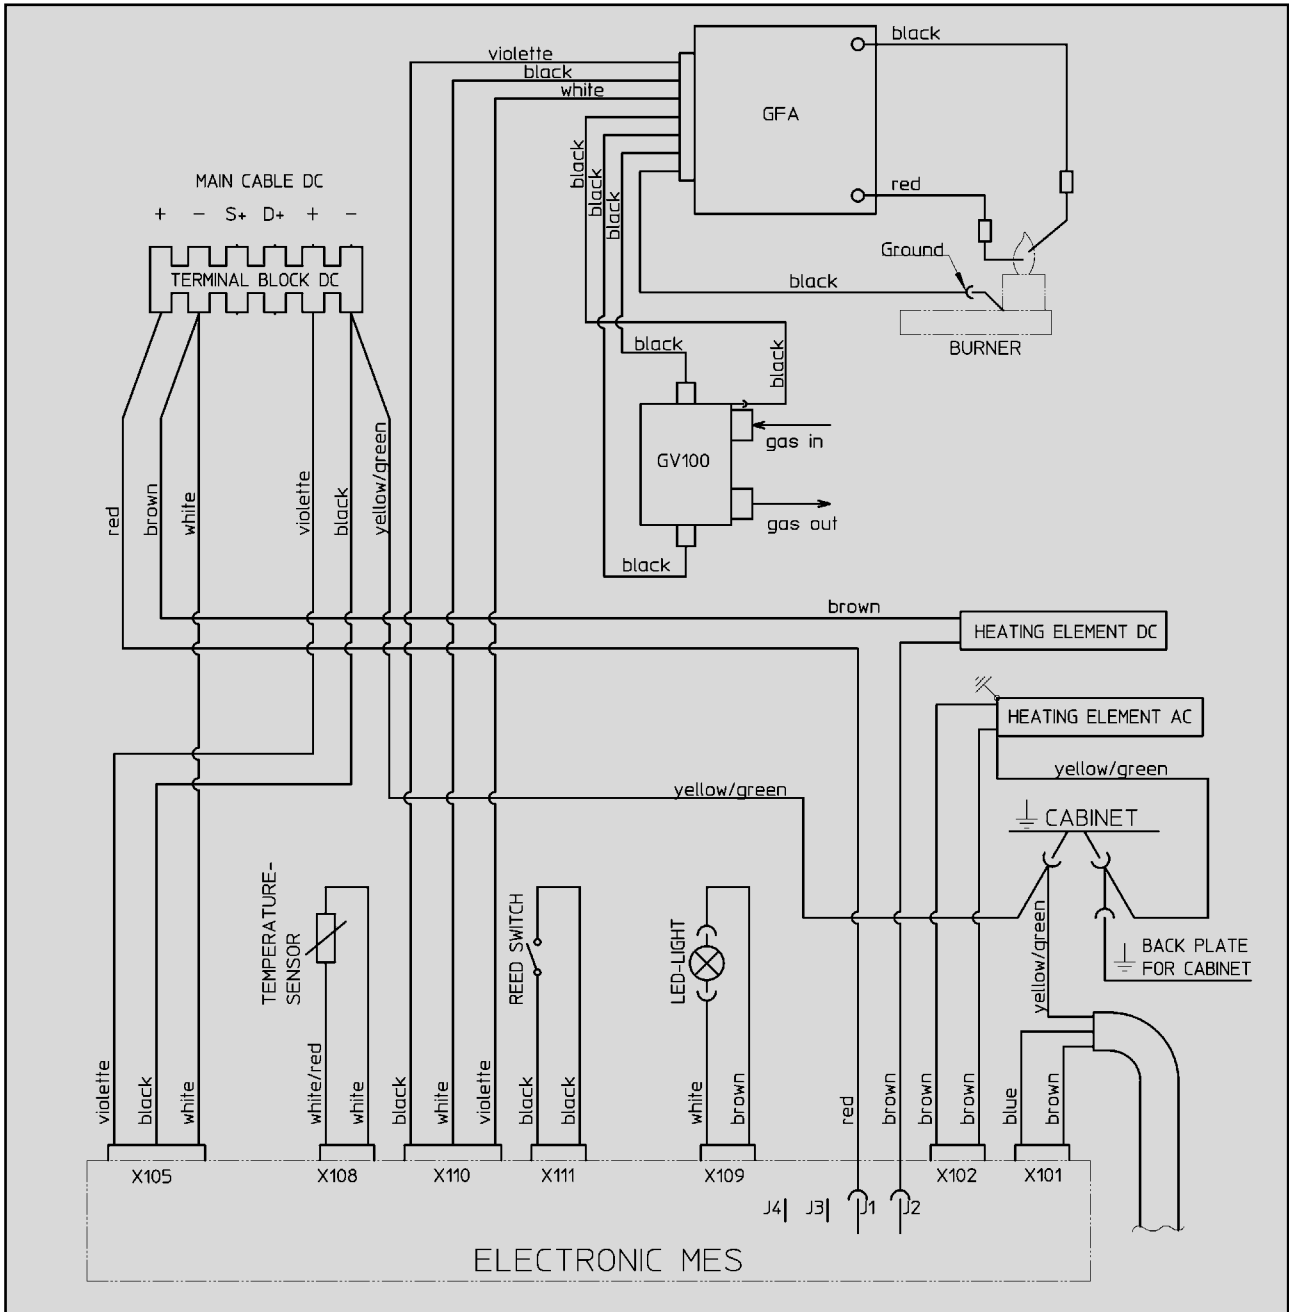 black
violette
black
white
GFA
black
black
black
MAIN CABLE DC
+ − S+ D+ + −
TERMINAL BLOCK DC
red
Ground
black
BURNER
black
black
gas in
GV100
gas out
black
red
brown
white
violette
black
yellow/green
brown
HEATING ELEMENT DC
HEATING ELEMENT AC
yellow/green
yellow/green
CABINET
TEMPERATURE-
SENSOR
REED SWITCH
LED-LIGHT
yellow/green
BACK PLATE
FOR CABINET
violette
black
white
white/red
white
black
white
violette
black
black
white
brown
red
brown
brown
brown
blue
brown
X105
X108
X110
X111
X109
X102
X101
J4
J3
J1
J2
ELECTRONIC MES